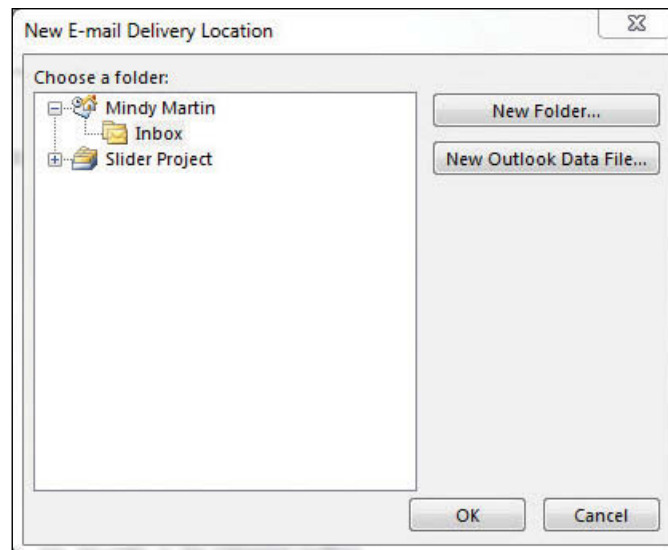 New E-mail Delivery Location
Choose a folder:
Mindy Martin
Inbox
Slider Project
New Folder...
New Outlook Data File...
OK
Cancel